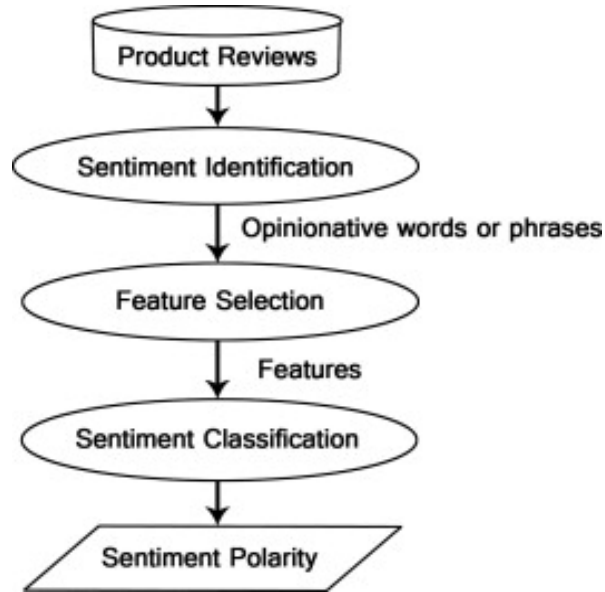 Product Reviews
Sentiment Identification
Opinionative words or phrases
Feature Selection
Features
Sentiment Classification
Sentiment Polarity